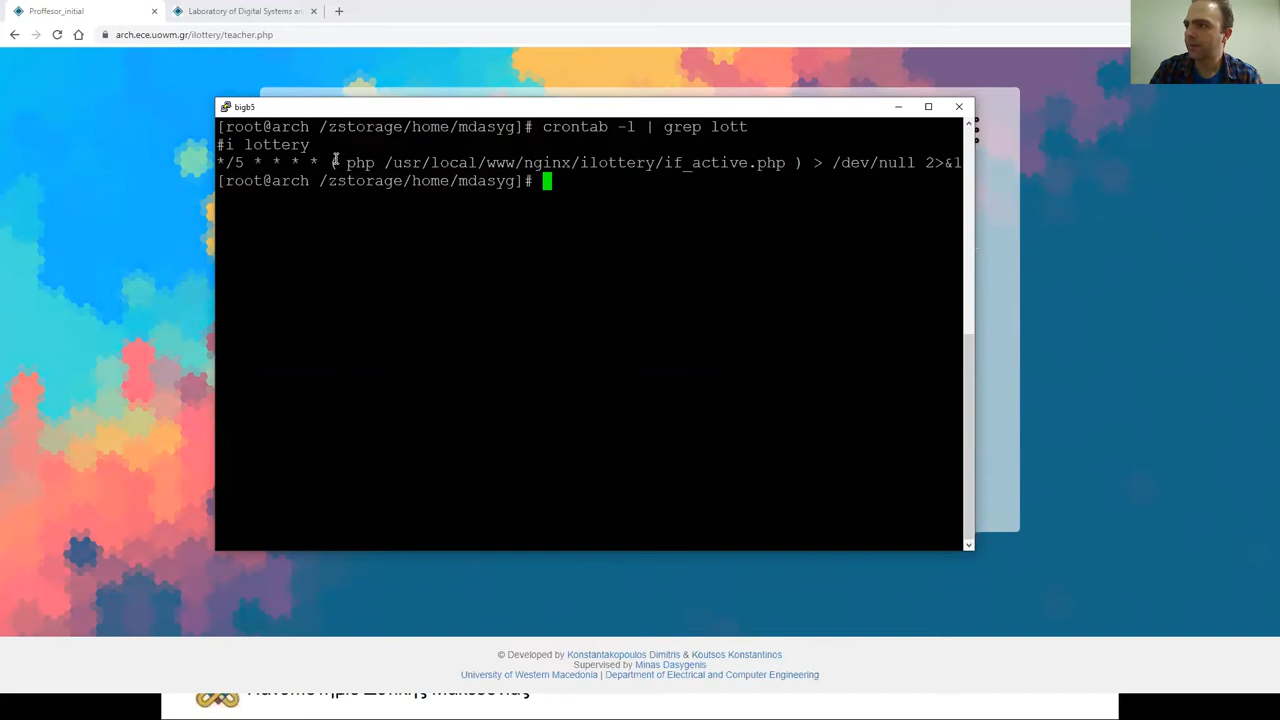 Proffesor_initial
Laboratory of Digital Systems an
arch.ece.uowm.gr/ilottery/teacher.php
bigb5
[root@arch /zstorage/home/mdasyg]# crontab -l | grep lott
#i lottery
*/5 * * * * ( php /usr/local/www/nginx/ilottery/if_active.php ) > /dev/null 2>&1
[root@arch /zstorage/home/mdasyg]#
© Developed by Konstantakopoulos Dimitris & Koutsos Konstantinos
Supervised by Minas Dasygenis
University of Western Macedonia | Department of Electrical and Computer Engineering
Πανεπιστήμιο Δυτικής Μακεδονίας